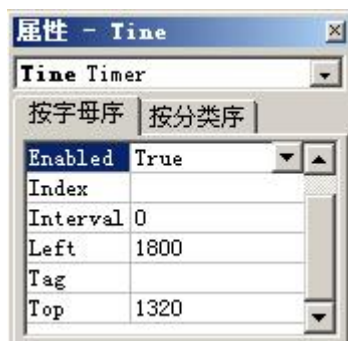 属性 - Tine
Tine Timer
按字母序 按分类序
Enabled True
Index
Interval 0
Left 1800
Tag
Top 1320